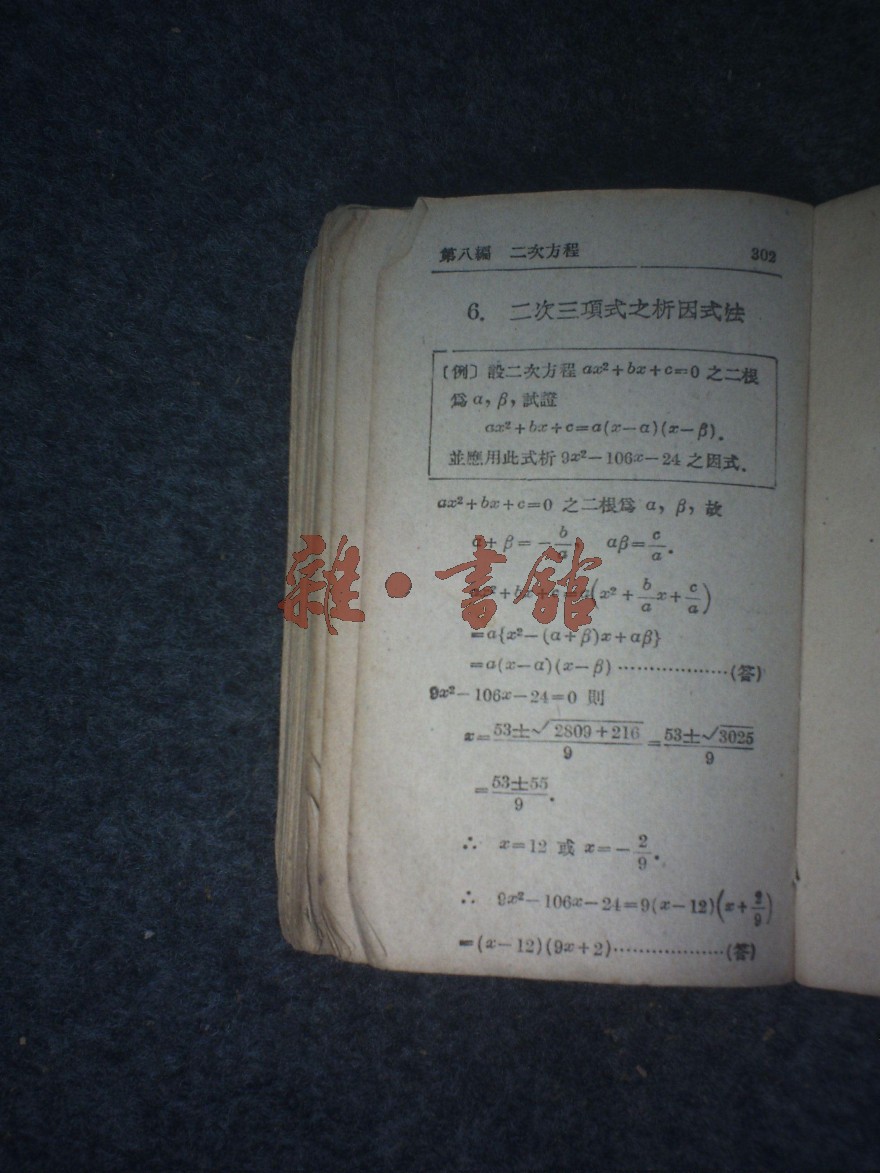 第八編 二次方程 302
6. 二次三項式之析因式法
〔例〕設二次方程 ax²+bx+c=0 之二根
爲 α, β, 試證
ax²+bx+c=a(x-α)(x-β).
並應用此式析 9x²-106x-24 之因式.
ax²+bx+c=0 之二根爲 α, β, 故
α+β=-b/a, αβ=c/a.
ax²+bx+c=a(x²+b/a x+c/a)
雜·書舘
=a{x²-(α+β)x+αβ}
=a(x-α)(x-β)..................(答)
9x²-106x-24=0 則
x=53±√2809+216/9=53±√3025/9
=53±55/9.
∴ x=12 或 x=-2/9.
∴ 9x²-106x-24=9(x-12)(x+2/9)
=(x-12)(9x+2)..................(答)